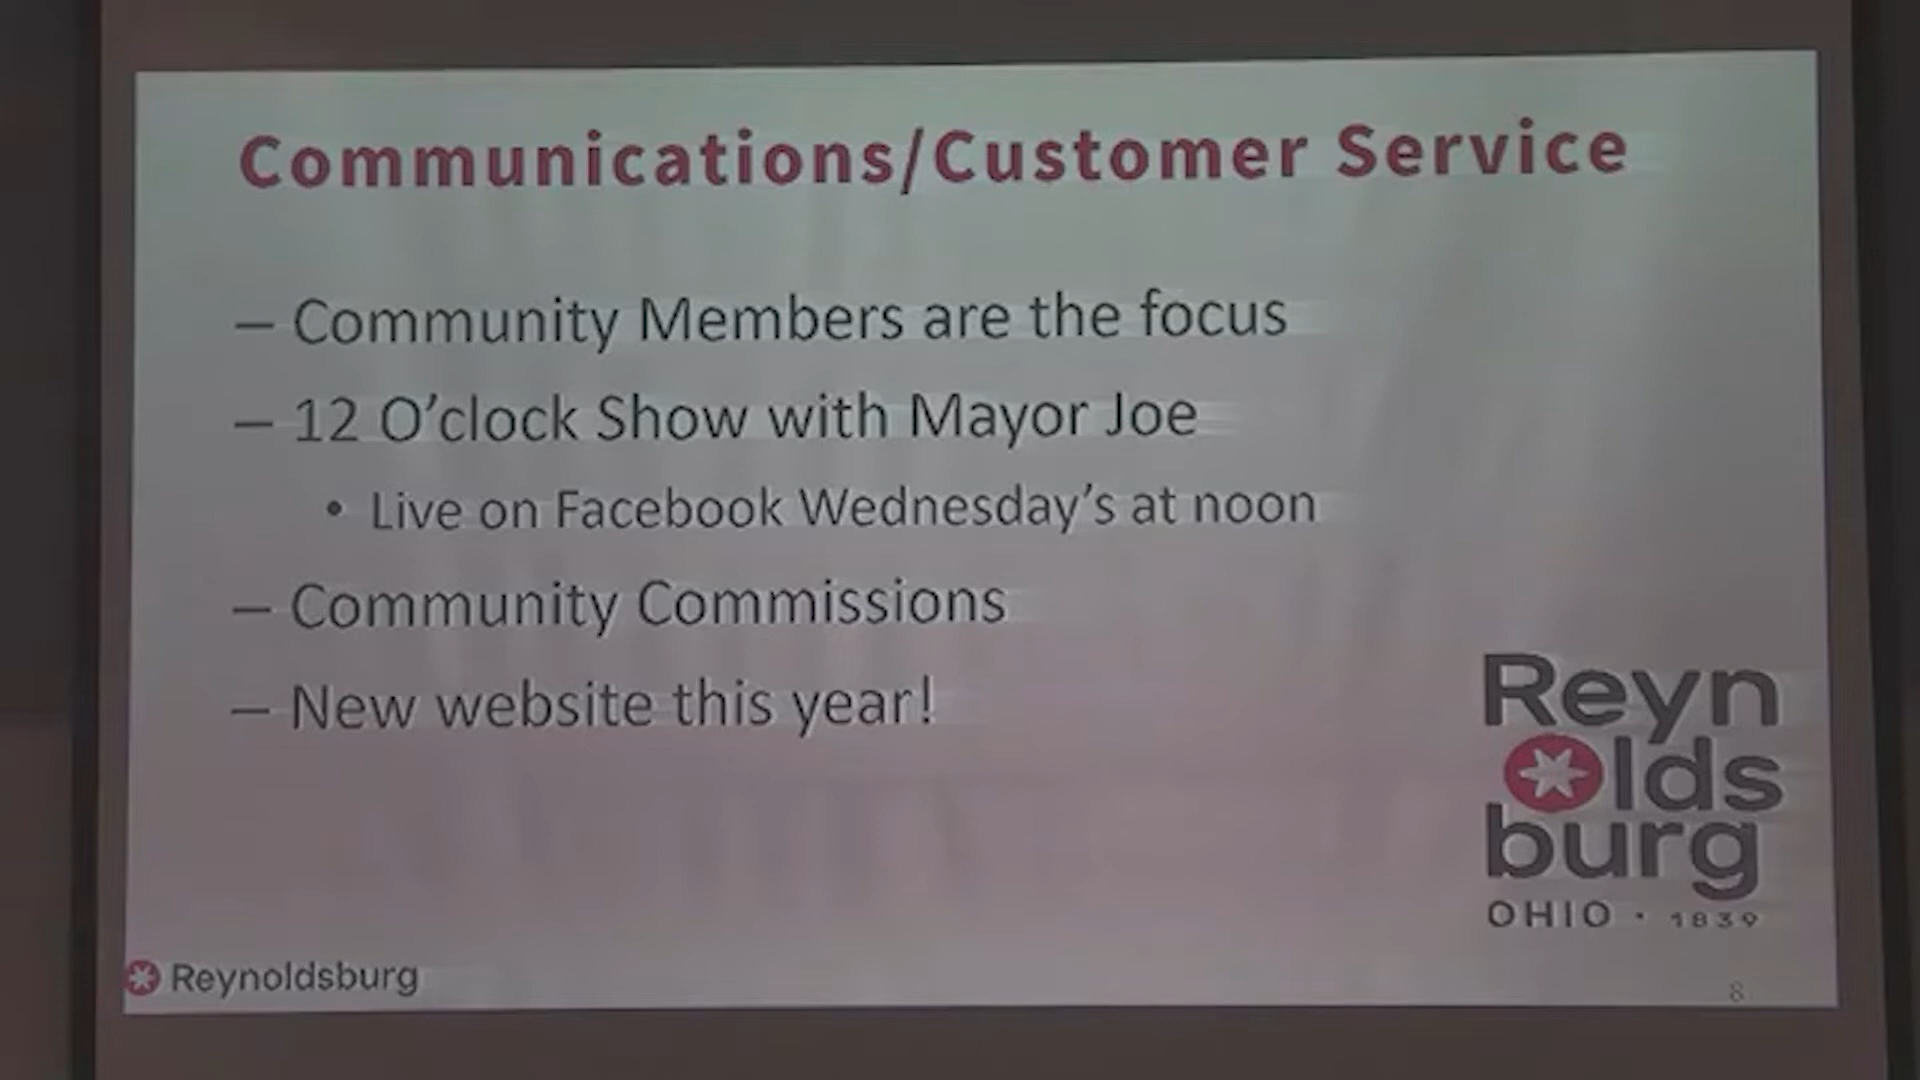 Communications/Customer Service
– Community Members are the focus
– 12 O’clock Show with Mayor Joe
• Live on Facebook Wednesday’s at noon
– Community Commissions
– New website this year!
Reyn
olds
burg
OHIO · 1839
Reynoldsburg
8